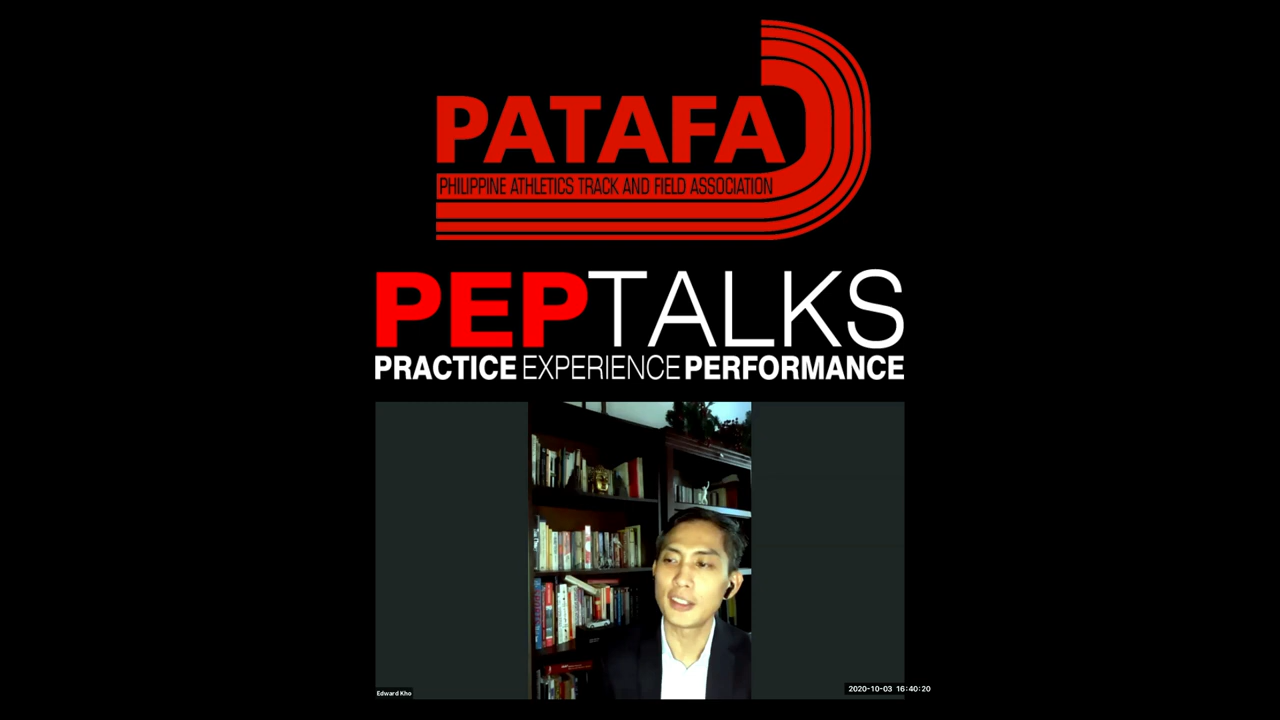 PATAFA
PHILIPPINE ATHLETICS TRACK AND FIELD ASSOCIATION
PEPTALKS
PRACTICE EXPERIENCE PERFORMANCE
Edward Kho
2020-10-03 16:40:20